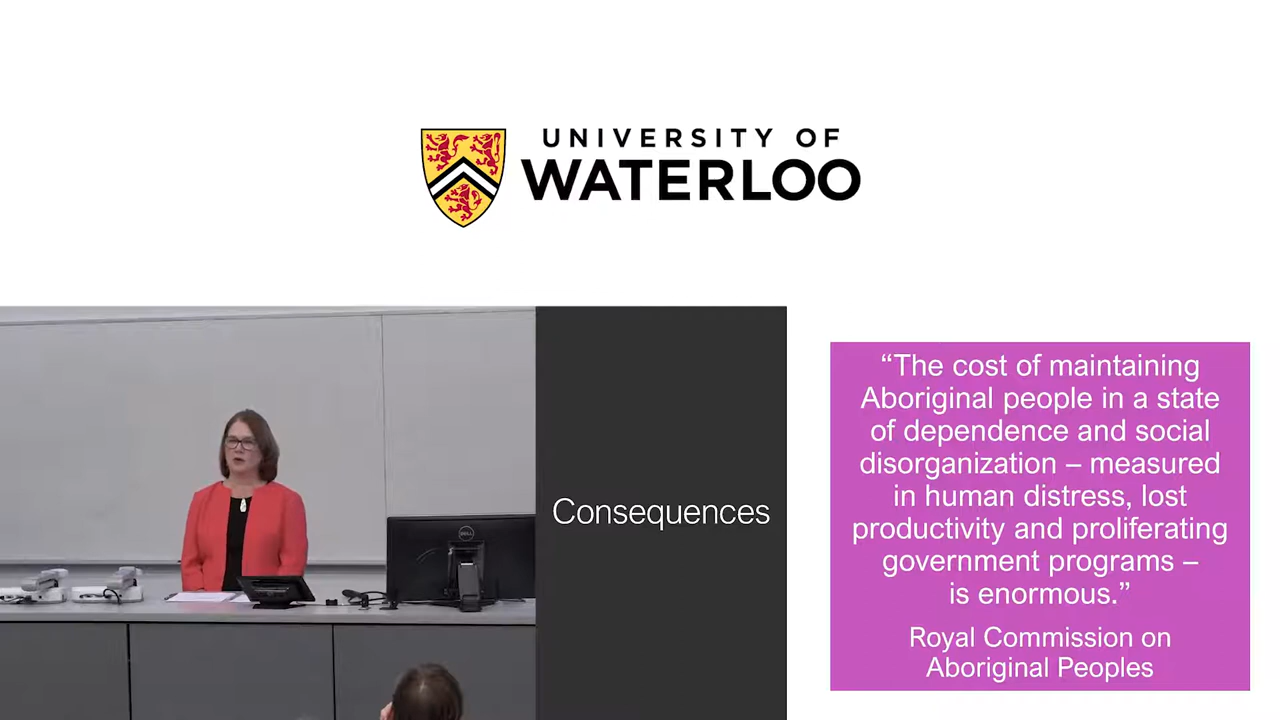 UNIVERSITY OF
WATERLOO
DELL
Consequences
“The cost of maintaining
Aboriginal people in a state
of dependence and social
disorganization – measured
in human distress, lost
productivity and proliferating
government programs –
is enormous.”
Royal Commission on
Aboriginal Peoples